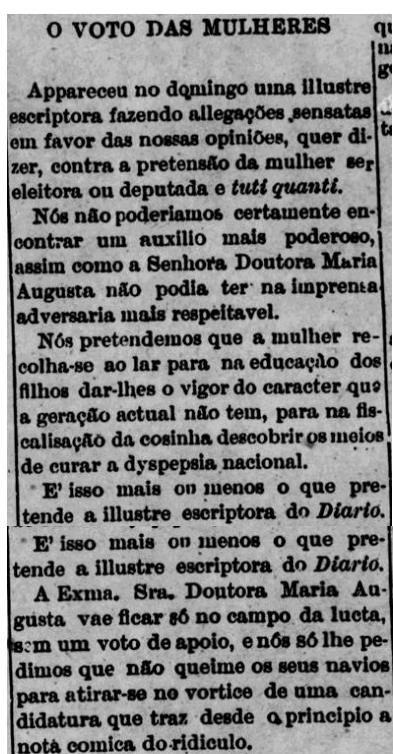 O VOTO DAS MULHERES
Appareceu no domingo uma illustre
escriptora fazendo allegações sensatas
em favor das nossas opiniões, quer di-
zer, contra a pretensão da mulher ser
eleitora ou deputada e tuti quanti.
Nós não poderiamos certamente en-
contrar um auxilio mais poderoso,
assim como a Senhora Doutora Maria
Augusta não podia ter na imprenta
adversaria mais respeitavel.
Nós pretendemos que a mulher re-
colha-se ao lar para na educação dos
filhos dar-lhes o vigor do caracter que
a geração actual não tem, para na fis-
calisação da cosinha descobrir os meios
de curar a dyspepsia nacional.
E' isso mais ou menos o que pre-
tende a illustre escriptora do Diario.
E' isso mais ou menos o que pre-
tende a illustre escriptora do Diario.
A Exma. Sra. Doutora Maria Au-
gusta vae ficar só no campo da lucta,
sem um voto de apoio, e nós só lhe pe-
dimos que não queime os seus navios
para atirar-se no vortice de uma can-
didatura que traz desde o principio a
nota comica do ridiculo.